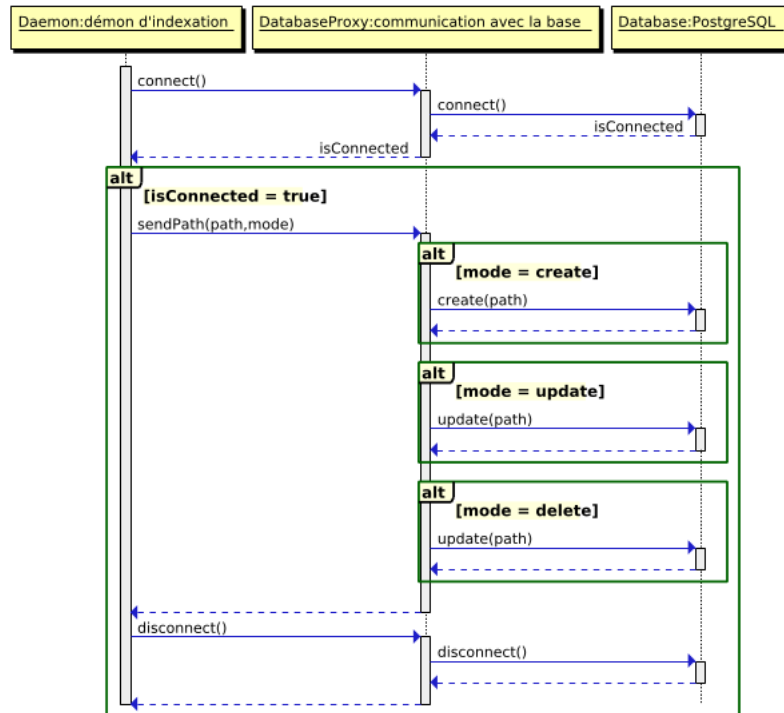 Daemon:démon d'indexation
DatabaseProxy:communication avec la base
Database:PostgreSQL
connect()
connect()
isConnected
isConnected
alt
[isConnected = true]
sendPath(path,mode)
alt
[mode = create]
create(path)
alt
[mode = update]
update(path)
alt
[mode = delete]
update(path)
disconnect()
disconnect()